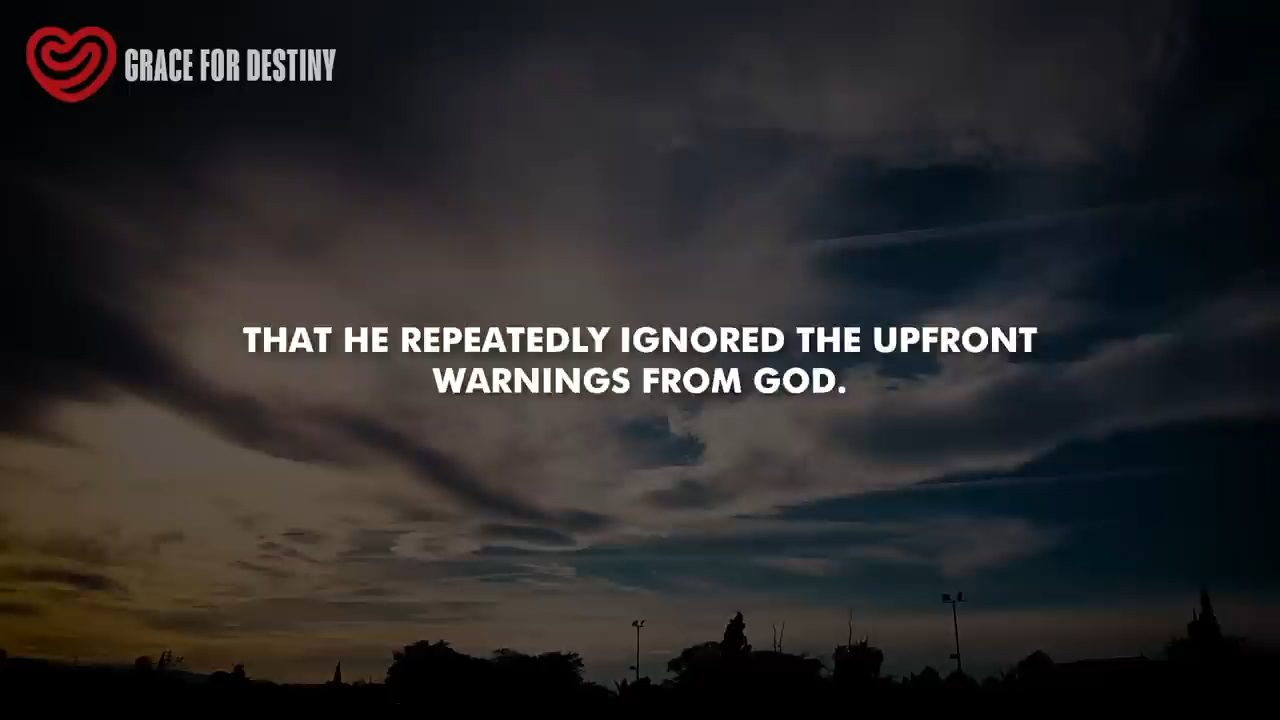 GRACE FOR DESTINY
THAT HE REPEATEDLY IGNORED THE UPFRONT
WARNINGS FROM GOD.